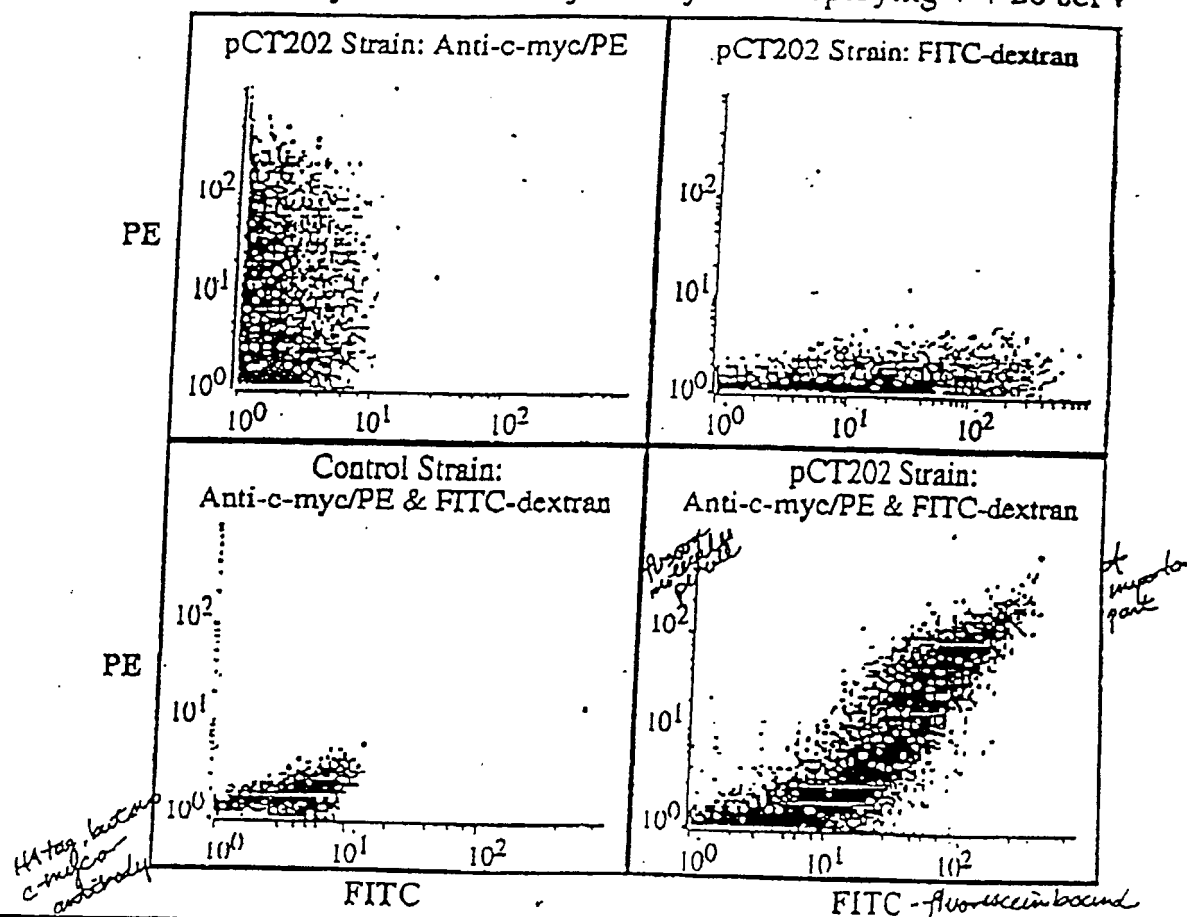 pCT202 Strain: Anti-c-myc/PE
pCT202 Strain: FITC-dextran
PE
10² 10¹ 10⁰
10⁰ 10¹ 10²
10² 10¹ 10⁰
10⁰ 10¹ 10²
Control Strain:
Anti-c-myc/PE & FITC-dextran
pCT202 Strain:
Anti-c-myc/PE & FITC-dextran
PE
10² 10¹ 10⁰
10⁰ 10¹ 10²
10² 10¹ 10⁰
10⁰ 10¹ 10²
part
HA tag, but no
c-myc or
antibody
FITC
FITC - fluorescein bound